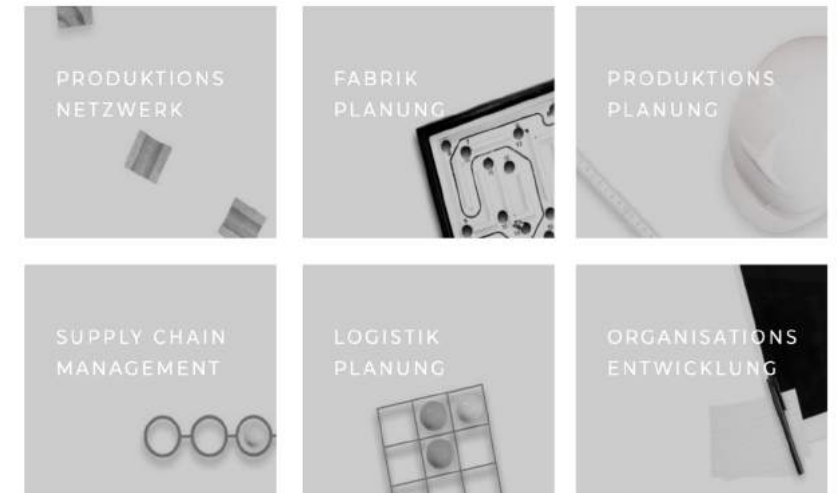 PRODUKTIONS
NETZWERK
FABRIK
PLANUNG
PRODUKTIONS
PLANUNG
SUPPLY CHAIN
MANAGEMENT
LOGISTIK
PLANUNG
ORGANISATIONS
ENTWICKLUNG